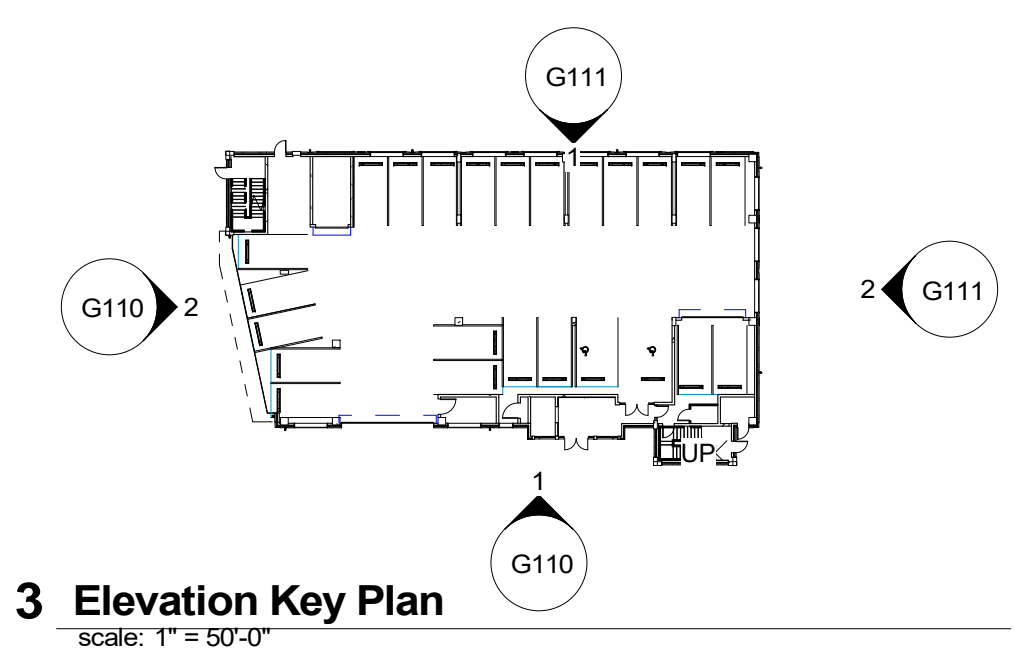 G111
1
G110
2
2
G111
UP
1
G110
3 Elevation Key Plan
scale: 1" = 50'-0"